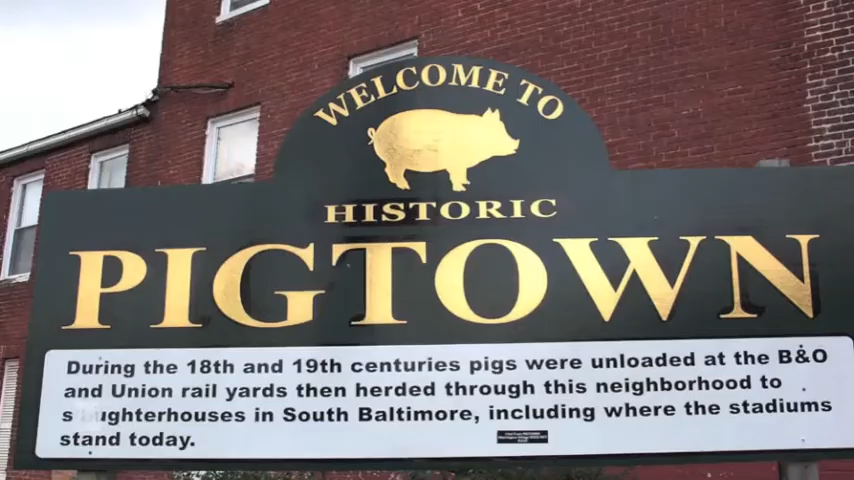 WELCOME TO
HISTORIC
PIGTOWN
During the 18th and 19th centuries pigs were unloaded at the B&O
and Union rail yards then herded through this neighborhood to
s ughterhouses in South Baltimore, including where the stadiums
stand today.